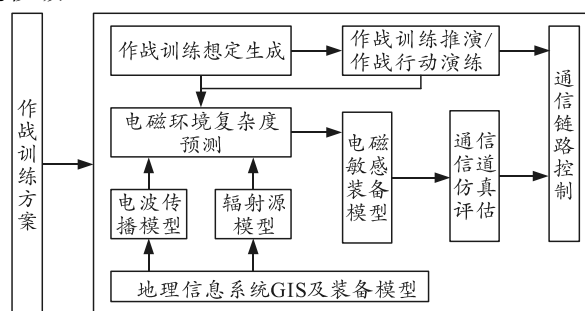 作战训练方案
作战训练想定生成
作战训练推演/
作战行动演练
电磁环境复杂度
预测
电波传
播模型
辐射源
模型
电磁
敏感
装备
模型
通信
信道
仿真
评估
通信链路控制
地理信息系统GIS及装备模型